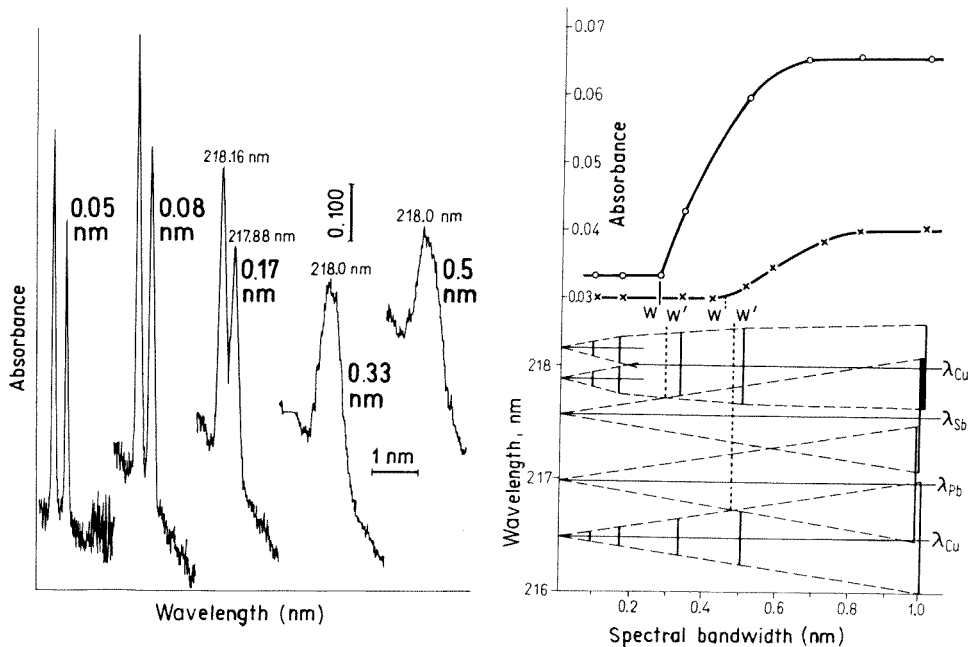 Absorbance
0.05
nm
0.08
nm
218.16 nm
217.88 nm
0.17
nm
0.100
218.0 nm
0.33
nm
218.0 nm
0.5
nm
1 nm
Wavelength (nm)
Absorbance
0.07
0.06
0.05
0.04
0.03
W W' W W'
Wavelength, nm
218
217
216
λCu
λSb
λPb
λCu
0.2 0.4 0.6 0.8 1.0
Spectral bandwidth (nm)